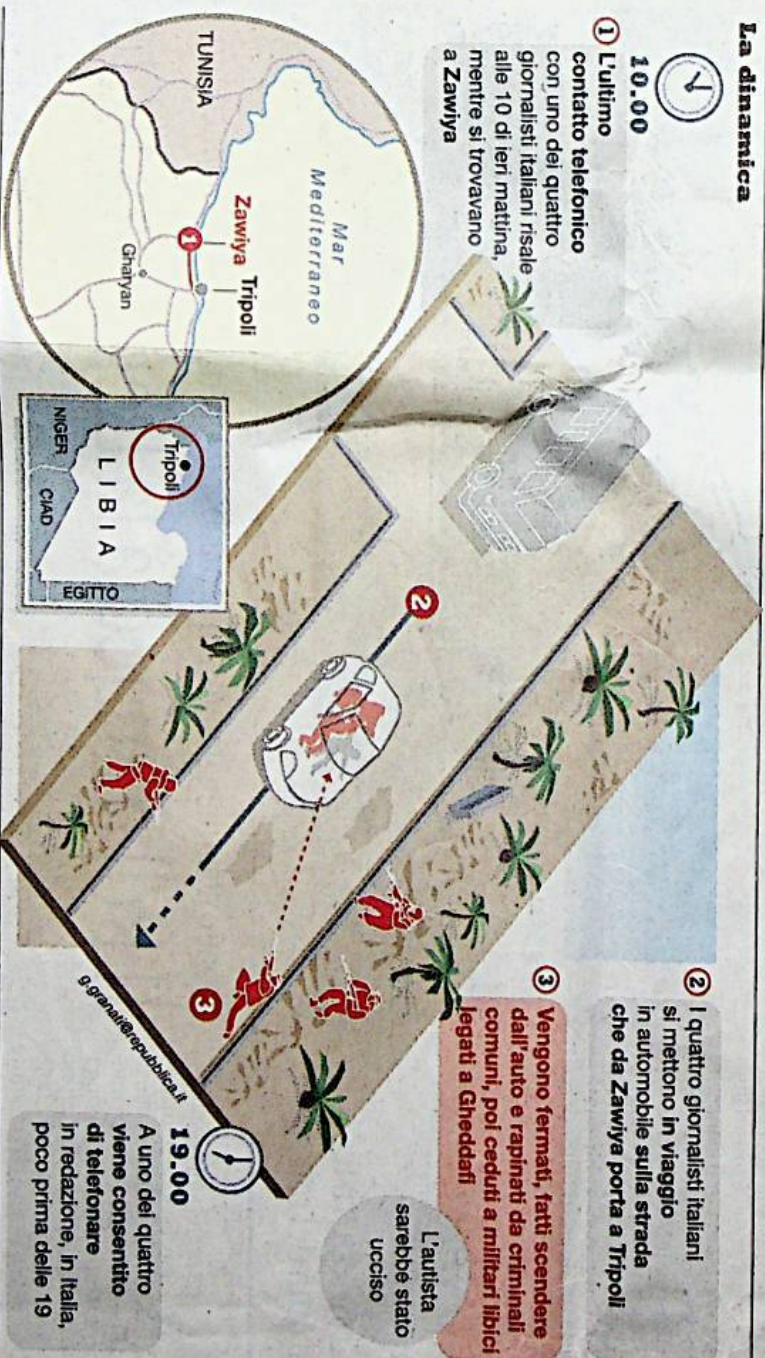 La dinamica
10.00
1 L'ultimo
contatto telefonico
con uno dei quattro
giornalisti italiani risale
alle 10 di ieri mattina,
mentre si trovavano
a Zawiya
TUNISIA
Mar
Mediterraneo
Zawiya
Tripoli
1
Gharyan
Tripoli
LIBIA
NIGER
CIAD
EGITTO
2
3
2 I quattro giornalisti italiani
si mettono in viaggio
in automobile sulla strada
che da Zawiya porta a Tripoli
3 Vengono fermati, fatti scendere
dall'auto e rapinati da criminali
comuni, poi ceduti a militari libici
legati a Gheddafi
L'autista
sarebbe stato
ucciso
19.00
A uno dei quattro
viene consentito
di telefonare
in redazione, in Italia,
poco prima delle 19
g.granati@repubblica.it